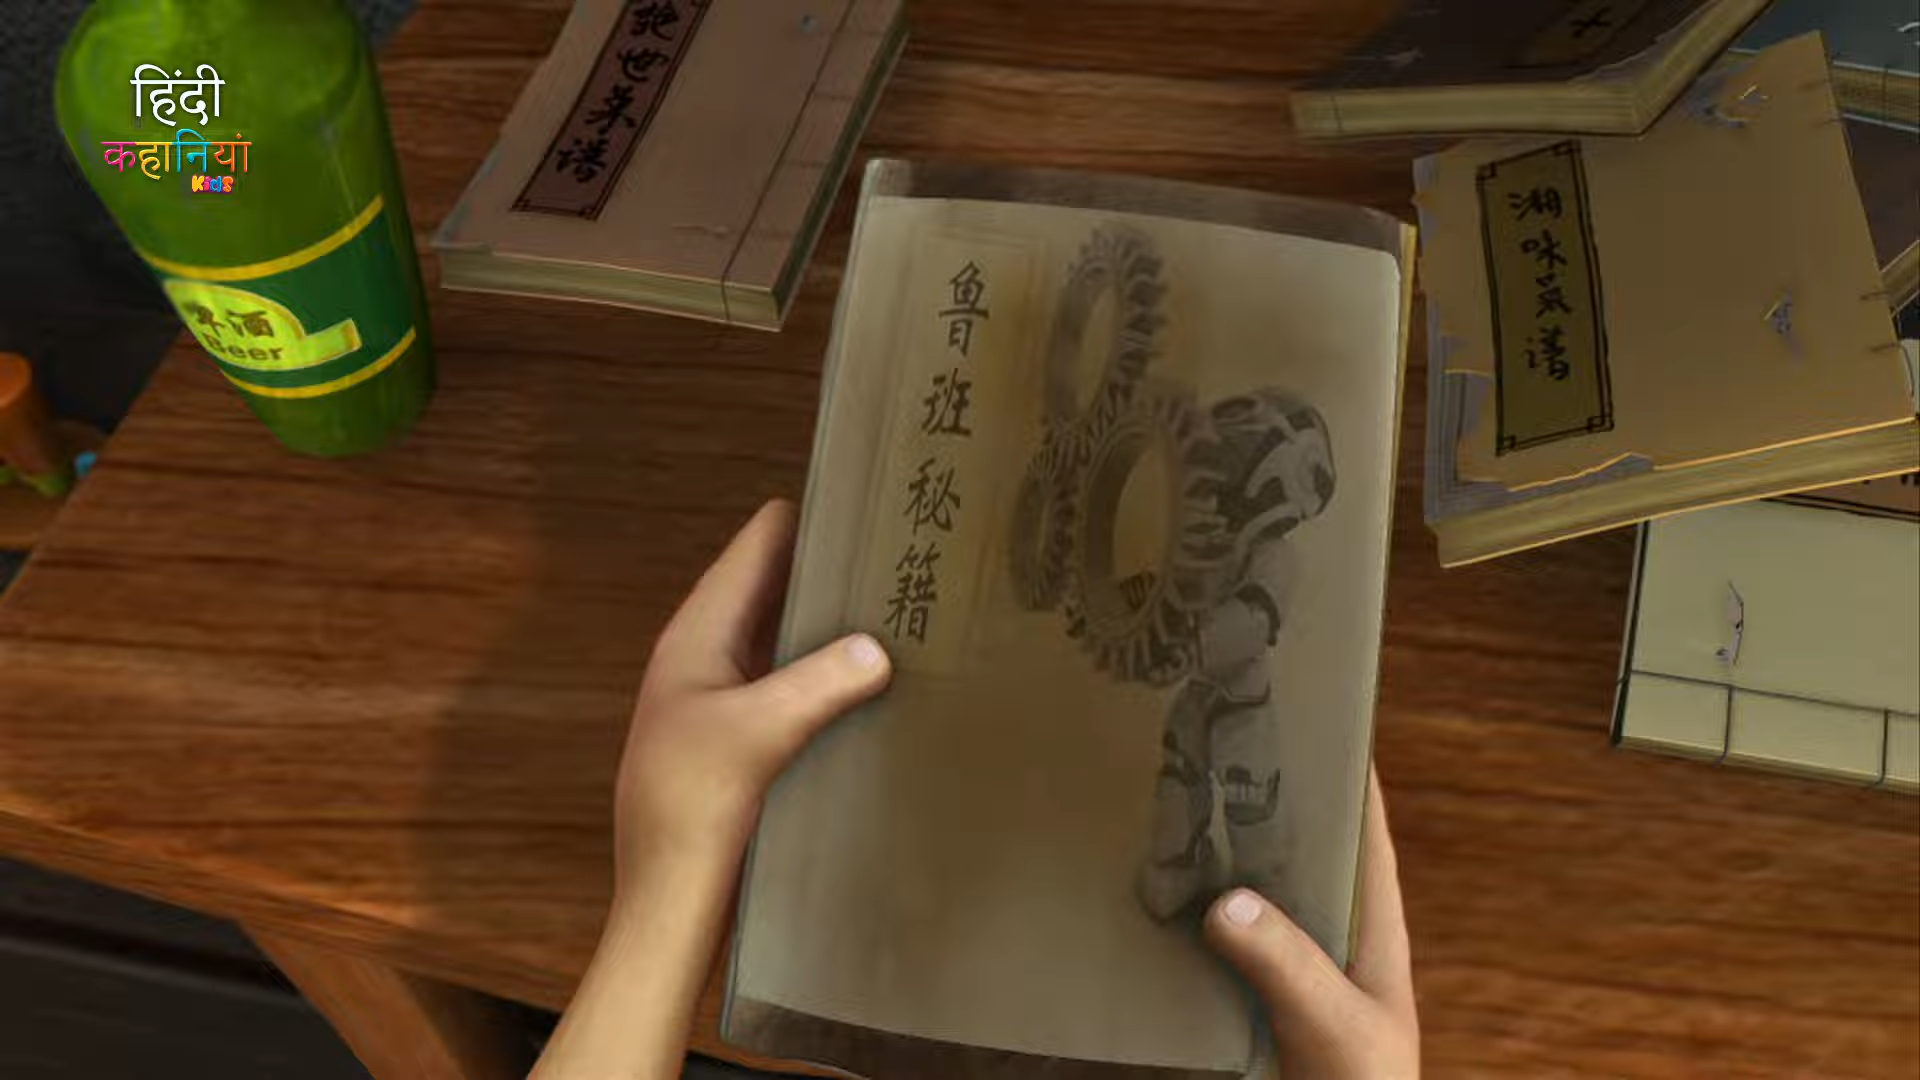 हिंदी
कहानियां
Kids
啤酒
Beer
绝世菜谱
鲁班秘籍
湘味菜谱